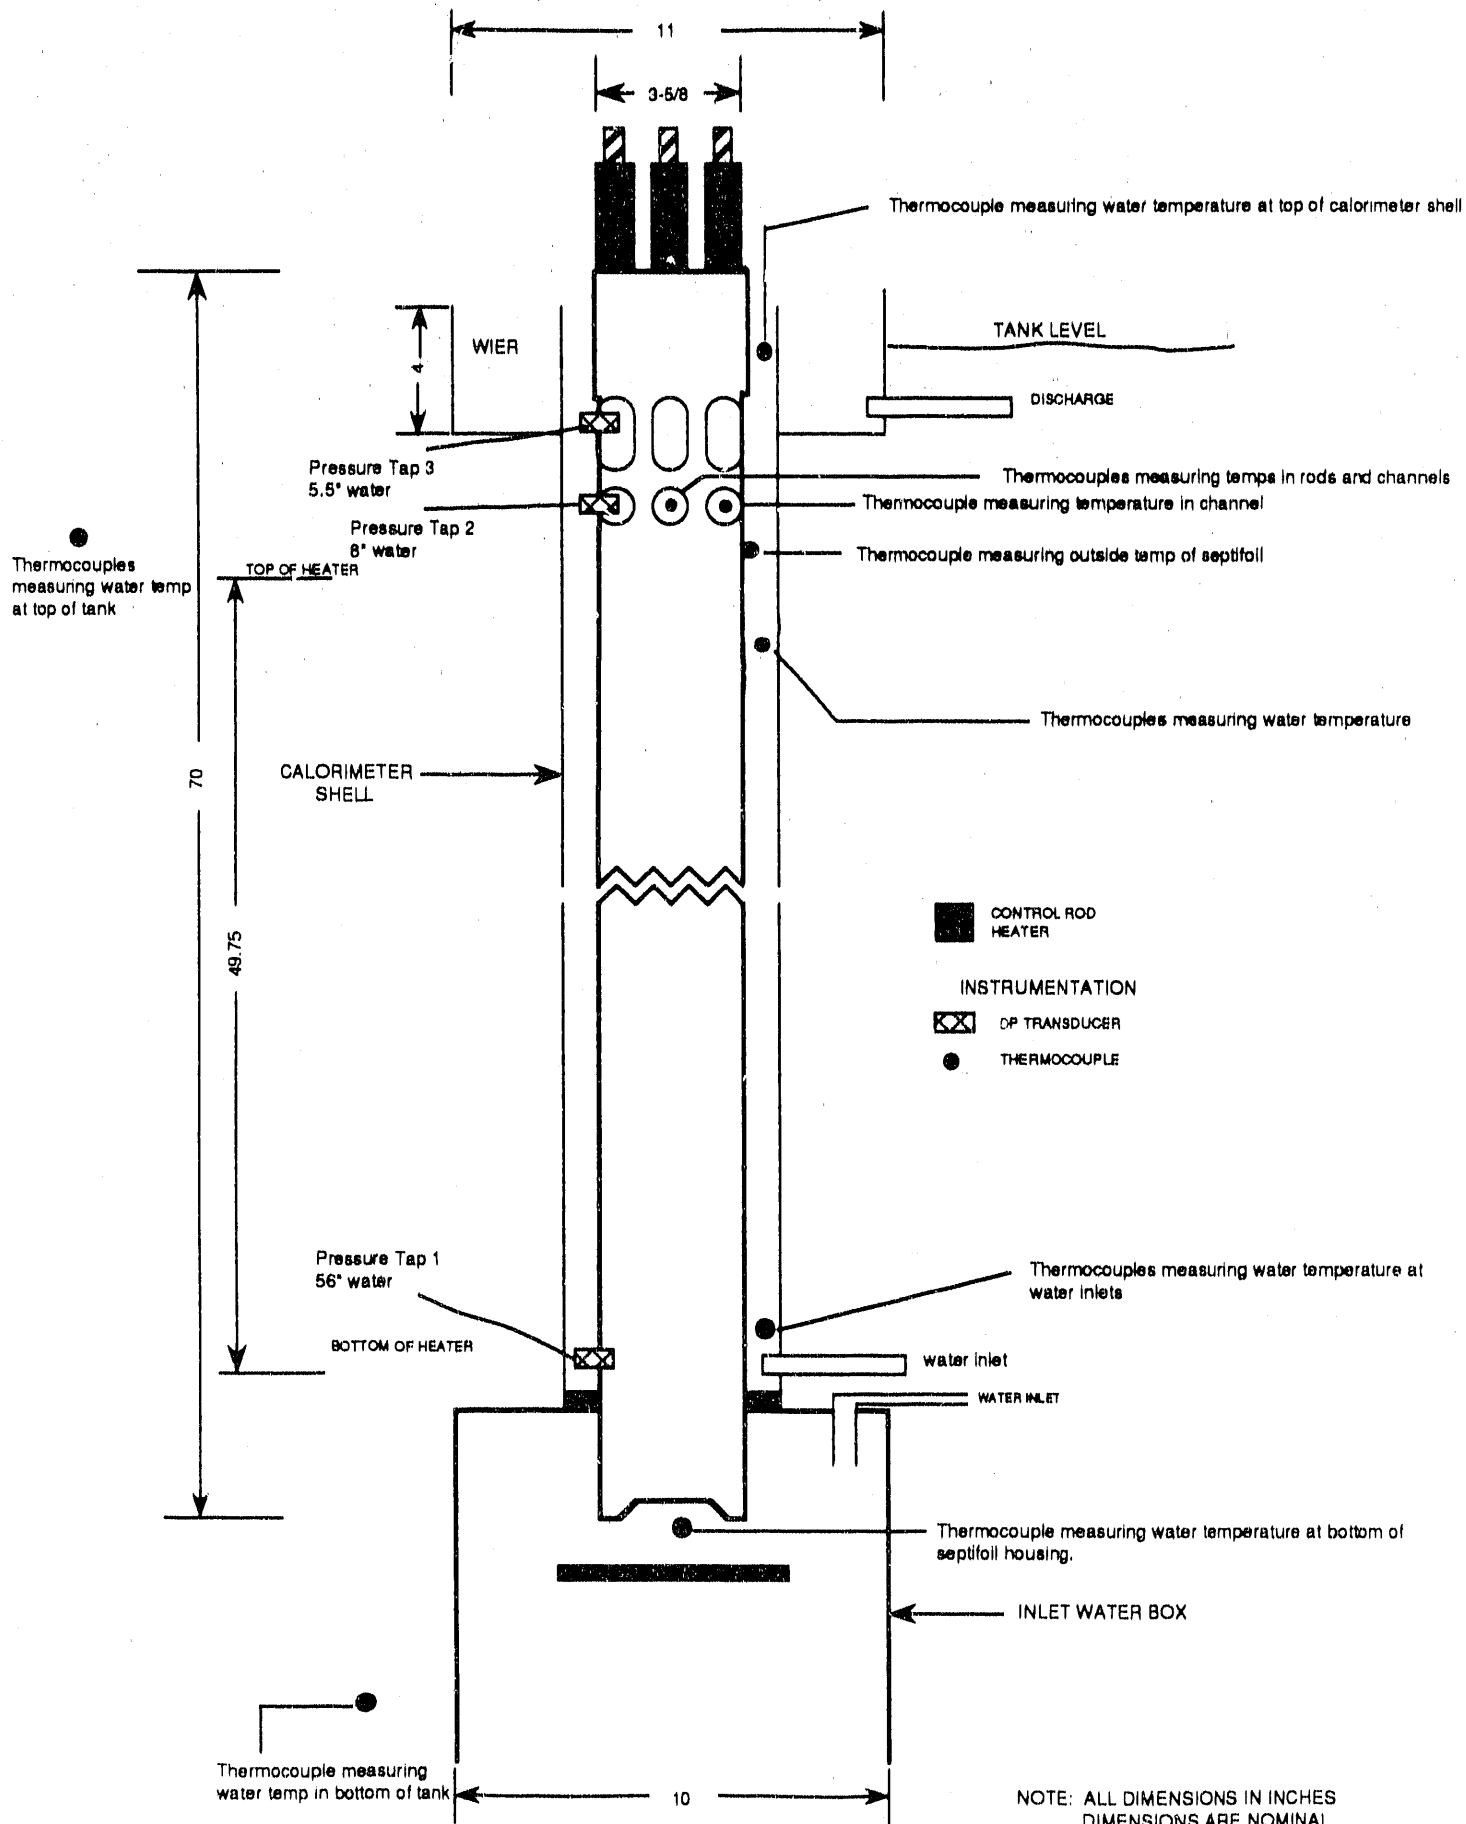 11
3-5/8
Thermocouple measuring water temperature at top of calorimeter shell
WIER
4
TANK LEVEL
DISCHARGE
Pressure Tap 3
5.5" water
Thermocouples measuring temps in rods and channels
Thermocouple measuring temperature in channel
Pressure Tap 2
8" water
Thermocouple measuring outside temp of septifoil
Thermocouples
measuring water temp
at top of tank
TOP OF HEATER
Thermocouples measuring water temperature
70
CALORIMETER
SHELL
49.75
CONTROL ROD
HEATER
INSTRUMENTATION
DP TRANSDUCER
THERMOCOUPLE
Pressure Tap 1
56" water
Thermocouples measuring water temperature at
water inlets
BOTTOM OF HEATER
water inlet
WATER INLET
Thermocouple measuring water temperature at bottom of
septifoil housing.
INLET WATER BOX
Thermocouple measuring
water temp in bottom of tank
10
NOTE: ALL DIMENSIONS IN INCHES
DIMENSIONS ARE NOMINAL